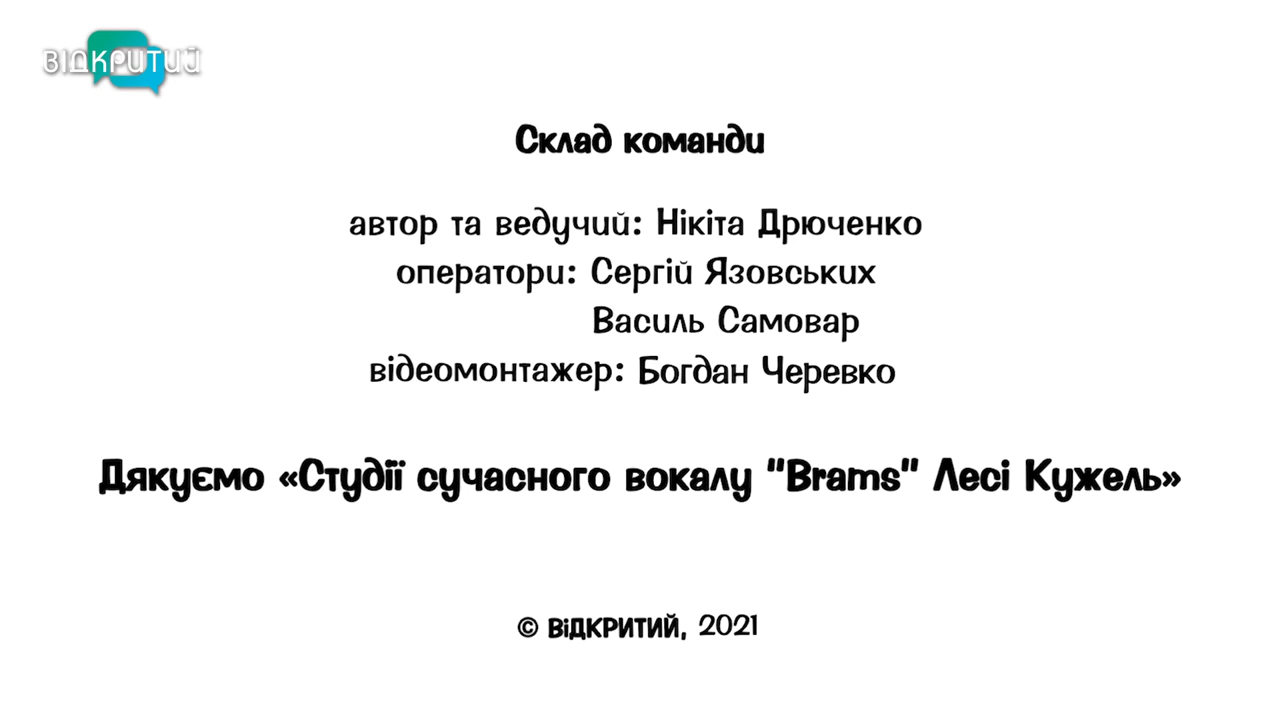 ВІДКРИТИЙ
Склад команди
автор та ведучий: Нікіта Дрюченко
оператори: Сергій Язовських
Василь Самовар
відеомонтажер: Богдан Черевко
Дякуємо «Студії сучасного вокалу "Brams" Лесі Кужель»
© ВіДКРИТИЙ, 2021